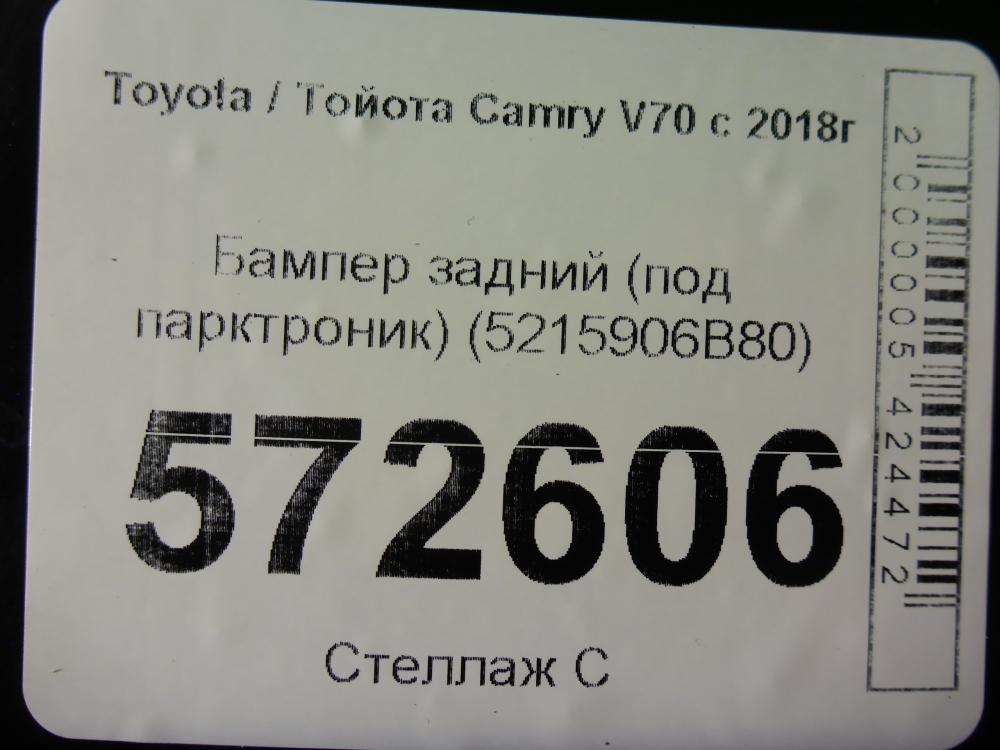 Toyota / Тойота Camry V70 с 2018г
Бампер задний (под
парктроник) (5215906B80)
572606
Стеллаж С
2000005424472